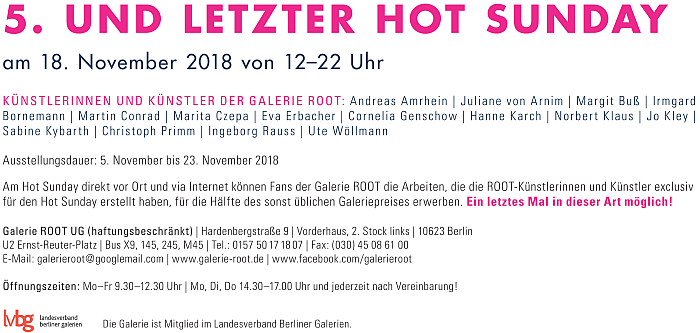 5. UND LETZTER HOT SUNDAY
am 18. November 2018 von 12–22 Uhr
KÜNSTLERINNEN UND KÜNSTLER DER GALERIE ROOT: Andreas Amrhein | Juliane von Arnim | Margit Buß | Irmgard
Bornemann | Martin Conrad | Marita Czepa | Eva Erbacher | Cornelia Genschow | Hanne Karch | Norbert Klaus | Jo Kley |
Sabine Kybarth | Christoph Primm | Ingeborg Rauss | Ute Wöllmann
Ausstellungsdauer: 5. November bis 23. November 2018
Am Hot Sunday direkt vor Ort und via Internet können Fans der Galerie ROOT die Arbeiten, die die ROOT-Künstlerinnen und Künstler exclusiv
für den Hot Sunday erstellt haben, für die Hälfte des sonst üblichen Galeriepreises erwerben. Ein letztes Mal in dieser Art möglich!
Galerie ROOT UG (haftungsbeschränkt) | Hardenbergstraße 9 | Vorderhaus, 2. Stock links | 10623 Berlin
U2 Ernst-Reuter-Platz | Bus X9, 145, 245, M45 | Tel.: 0157 50 17 18 07 | Fax: (030) 45 08 61 00
E-Mail: galerieroot@googlemail.com | www.galerie-root.de | www.facebook.com/galerieroot
Öffnungszeiten: Mo–Fr 9.30–12.30 Uhr | Mo, Di, Do 14.30–17.00 Uhr und jederzeit nach Vereinbarung!
lvbg landesverband
berliner galerien
Die Galerie ist Mitglied im Landesverband Berliner Galerien.